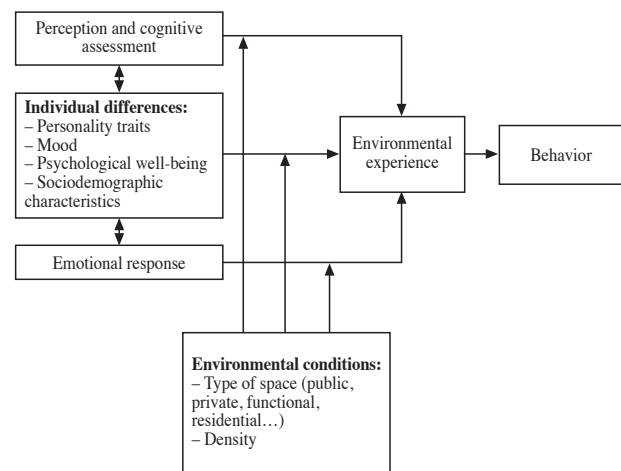 Perception and cognitive
assessment
Individual differences:
– Personality traits
– Mood
– Psychological well-being
– Sociodemographic
characteristics
Emotional response
Environmental
experience
Behavior
Environmental conditions:
– Type of space (public,
private, functional,
residential…)
– Density